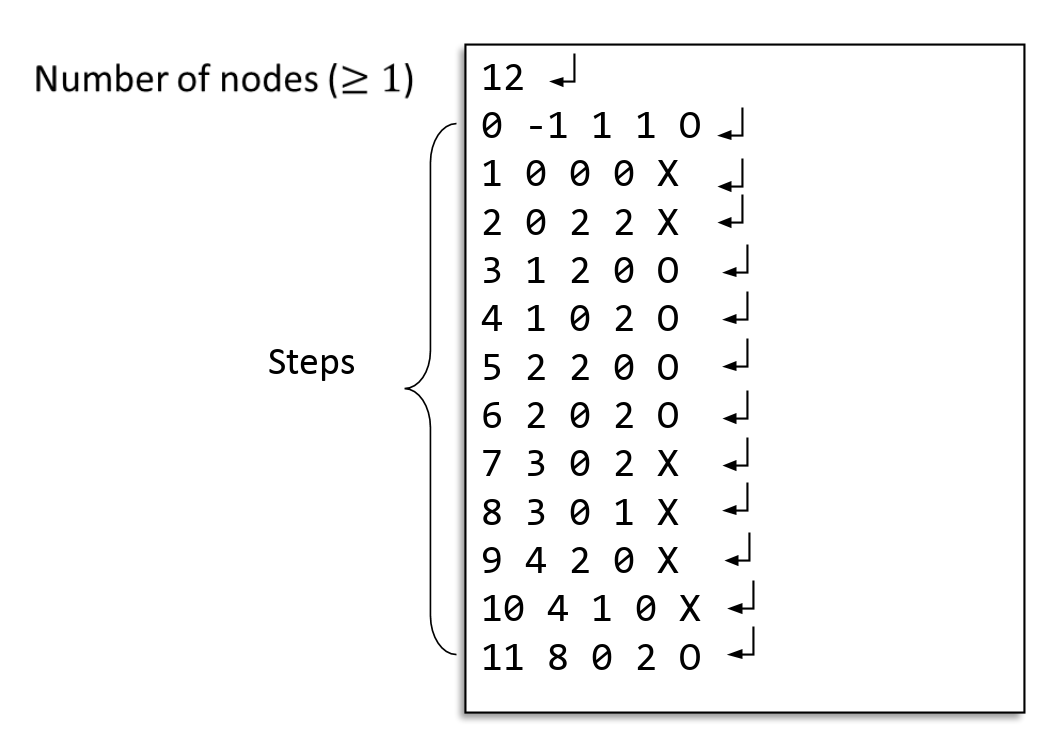 Number of nodes (≥ 1)
12
0 -1 1 1 O
1 0 0 0 X
2 0 2 2 X
3 1 2 0 O
4 1 0 2 O
Steps
5 2 2 0 O
6 2 0 2 O
7 3 0 2 X
8 3 0 1 X
9 4 2 0 X
10 4 1 0 X
11 8 0 2 O